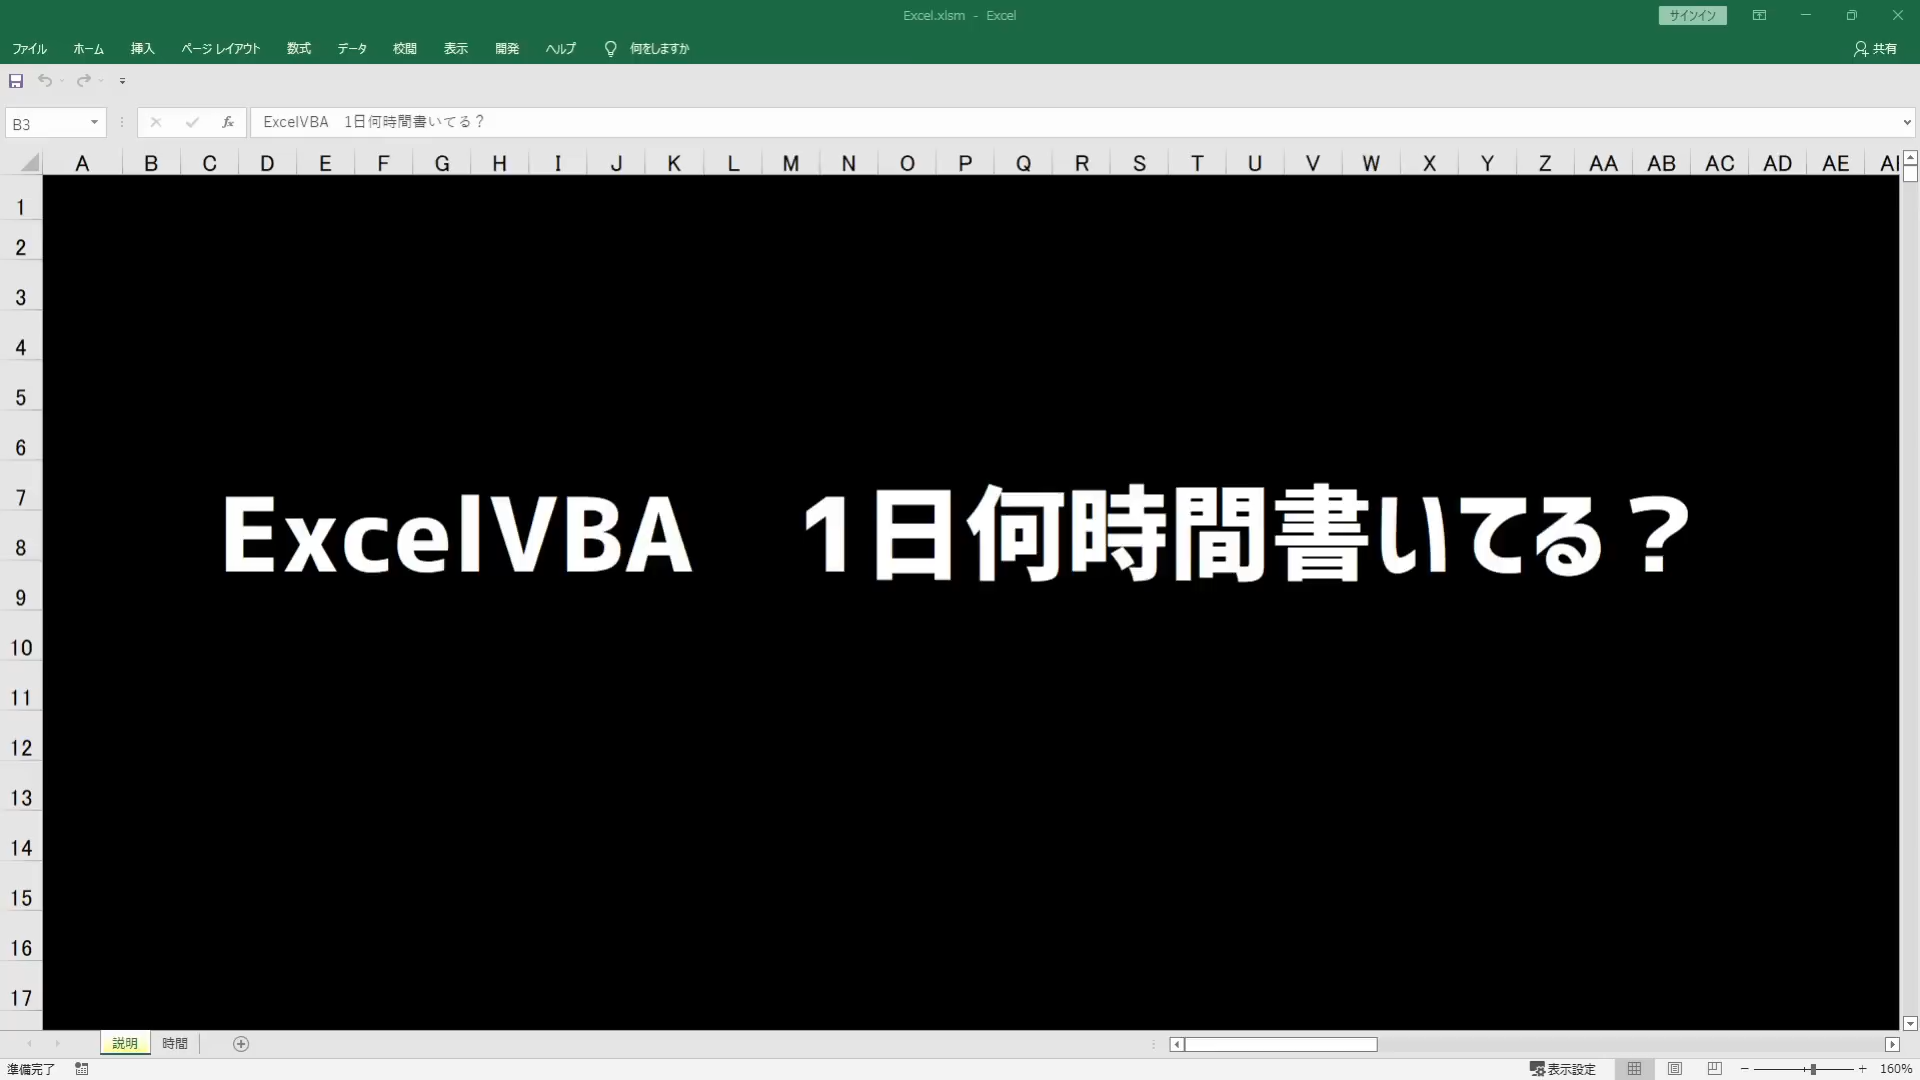 Excel.xlsm - Excel
サインイン
ファイル ホーム 挿入 ページ レイアウト 数式 データ 校閲 表示 開発 ヘルプ 何をしますか 共有
B3 fx ExcelVBA　1日何時間書いてる？
A B C D E F G H I J K L M N O P Q R S T U V W X Y Z AA AB AC AD AE
1
2
3
4
5
6
7
8
9
10
11
12
13
14
15
16
17
ExcelVBA　1日何時間書いてる？
説明 時間
準備完了 表示設定 160%